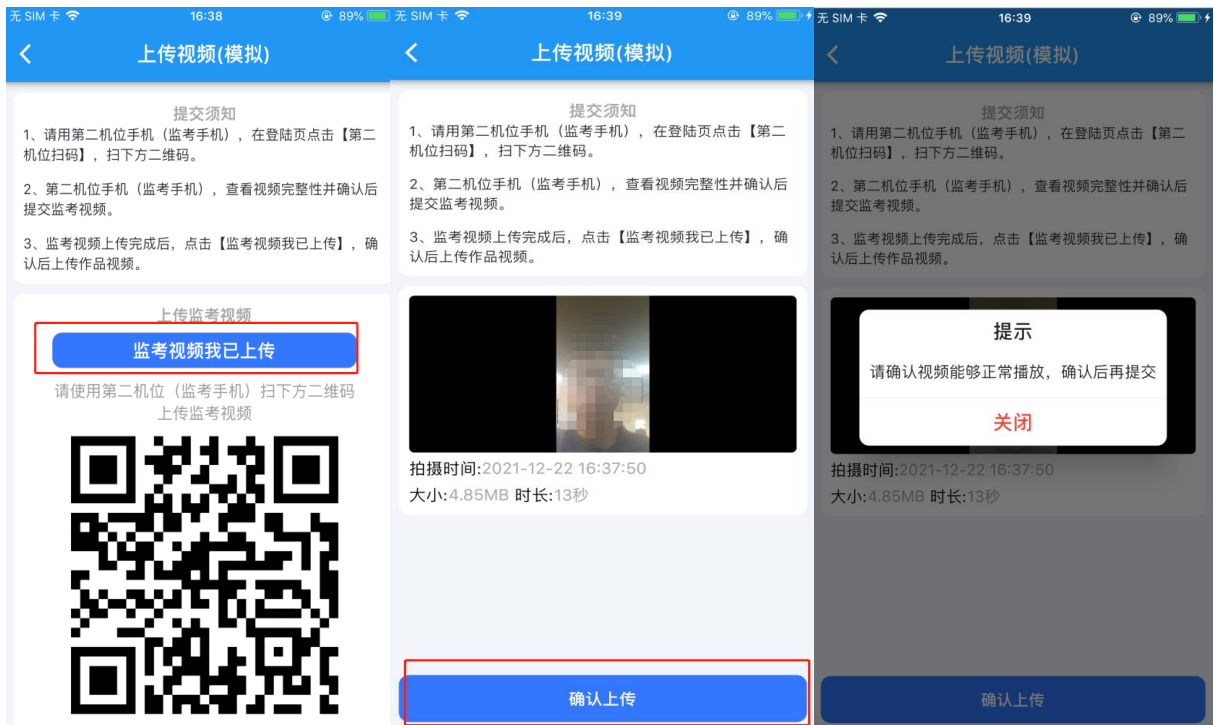 无 SIM 卡
16:38
89%
上传视频(模拟)
提交须知
1、请用第二机位手机（监考手机），在登陆页点击【第二
机位扫码】，扫下方二维码。
2、第二机位手机（监考手机），查看视频完整性并确认后
提交监考视频。
3、监考视频上传完成后，点击【监考视频我已上传】，确
认后上传作品视频。
上传监考视频
监考视频我已上传
请使用第二机位（监考手机）扫下方二维码
上传监考视频
无 SIM 卡
16:39
89%
上传视频(模拟)
提交须知
1、请用第二机位手机（监考手机），在登陆页点击【第二
机位扫码】，扫下方二维码。
2、第二机位手机（监考手机），查看视频完整性并确认后
提交监考视频。
3、监考视频上传完成后，点击【监考视频我已上传】，确
认后上传作品视频。
拍摄时间:2021-12-22 16:37:50
大小:4.85MB 时长:13秒
确认上传
无 SIM 卡
16:39
89%
上传视频(模拟)
提交须知
1、请用第二机位手机（监考手机），在登陆页点击【第二
机位扫码】，扫下方二维码。
2、第二机位手机（监考手机），查看视频完整性并确认后
提交监考视频。
3、监考视频上传完成后，点击【监考视频我已上传】，确
认后上传作品视频。
提示
请确认视频能够正常播放，确认后再提交
关闭
拍摄时间:2021-12-22 16:37:50
大小:4.85MB 时长:13秒
确认上传